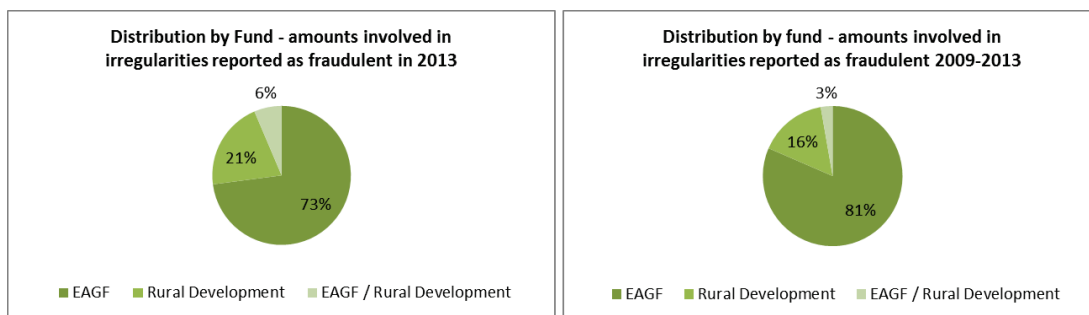 Distribution by Fund - amounts involved in
irregularities reported as fraudulent in 2013
6%
21%
73%
EAGF
Rural Development
EAGF / Rural Development
Distribution by fund - amounts involved in
irregularities reported as fraudulent 2009-2013
3%
16%
81%
EAGF
Rural Development
EAGF / Rural Development